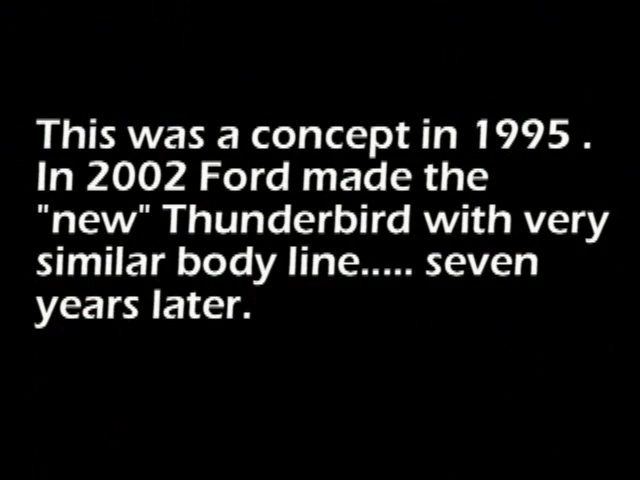 This was a concept in 1995 .
In 2002 Ford made the
"new" Thunderbird with very
similar body line..... seven
years later.